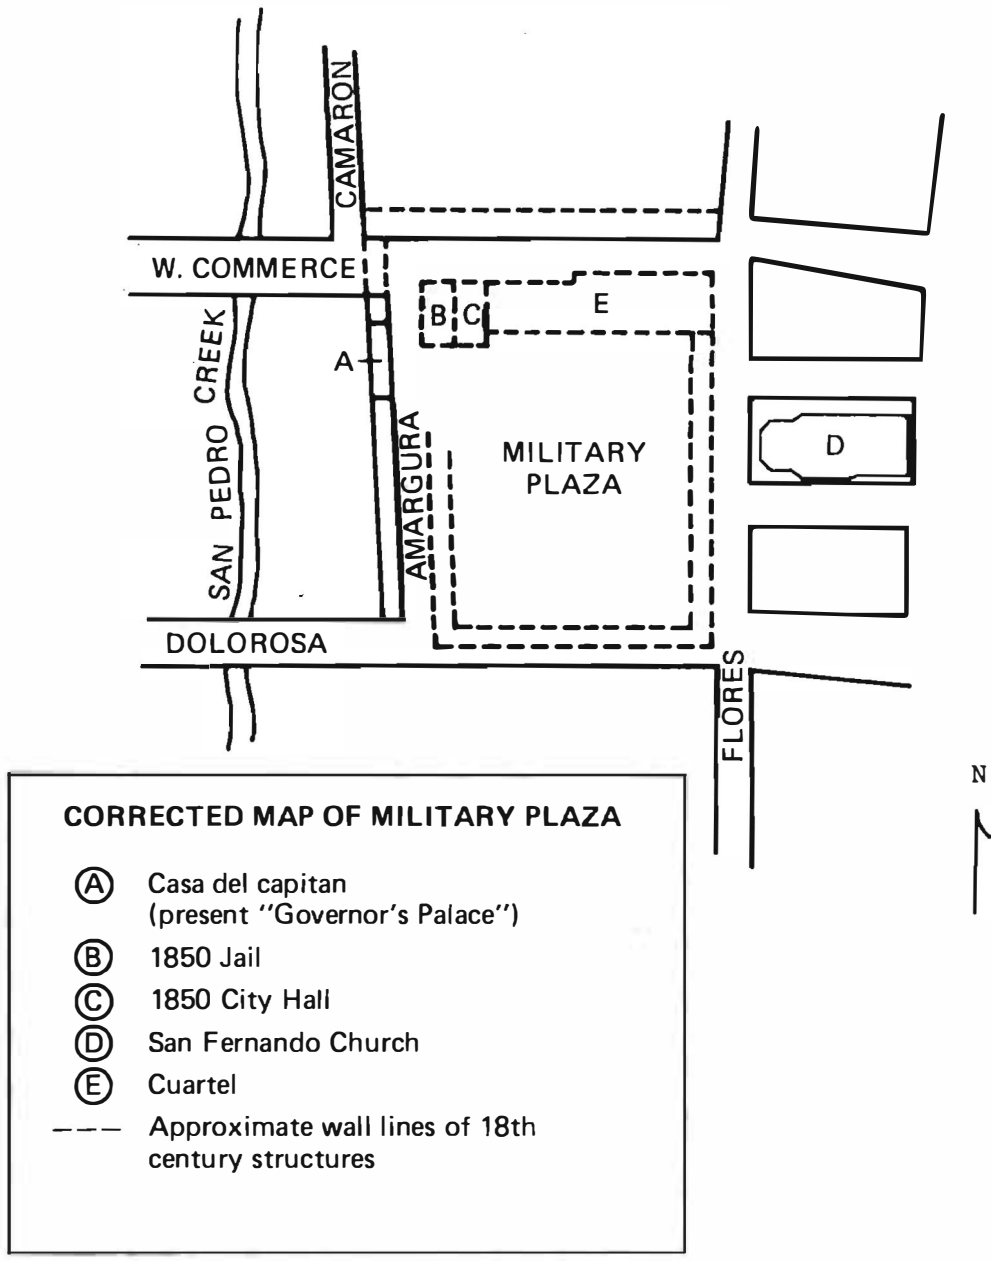 CAMARON
W. COMMERCE
B
C
E
A
SAN PEDRO CREEK
AMARGURA
MILITARY
PLAZA
D
DOLOROSA
FLORES
N
CORRECTED MAP OF MILITARY PLAZA
A Casa del capitan
(present "Governor's Palace")
B 1850 Jail
C 1850 City Hall
D San Fernando Church
E Cuartel
--- Approximate wall lines of 18th
century structures